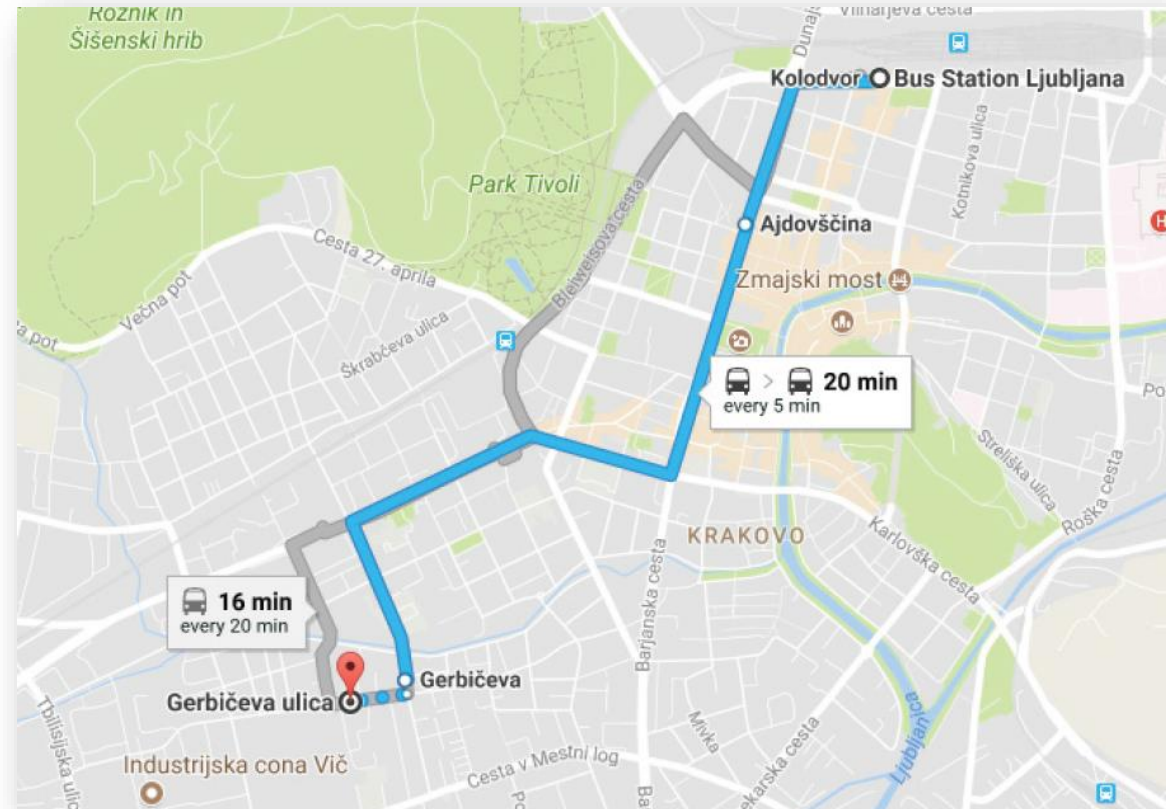 Rožnik in
Šišenski hrib
Vilharjeva cesta
Kolodvor
Bus Station Ljubljana
Kotnikova ulica
Park Tivoli
Bleiweisova cesta
Ajdovščina
Cesta 27. aprila
Večna pot
Zmajski most
Škrabčeva ulica
20 min
every 5 min
Streliška ulica
Roška cesta
KRAKOVO
Karlovška cesta
Barjanska cesta
16 min
every 20 min
Gerbičeva
Gerbičeva ulica
Mivka
Ljubljanica
Industrijska cona Vič
Cesta v Mestni log
H